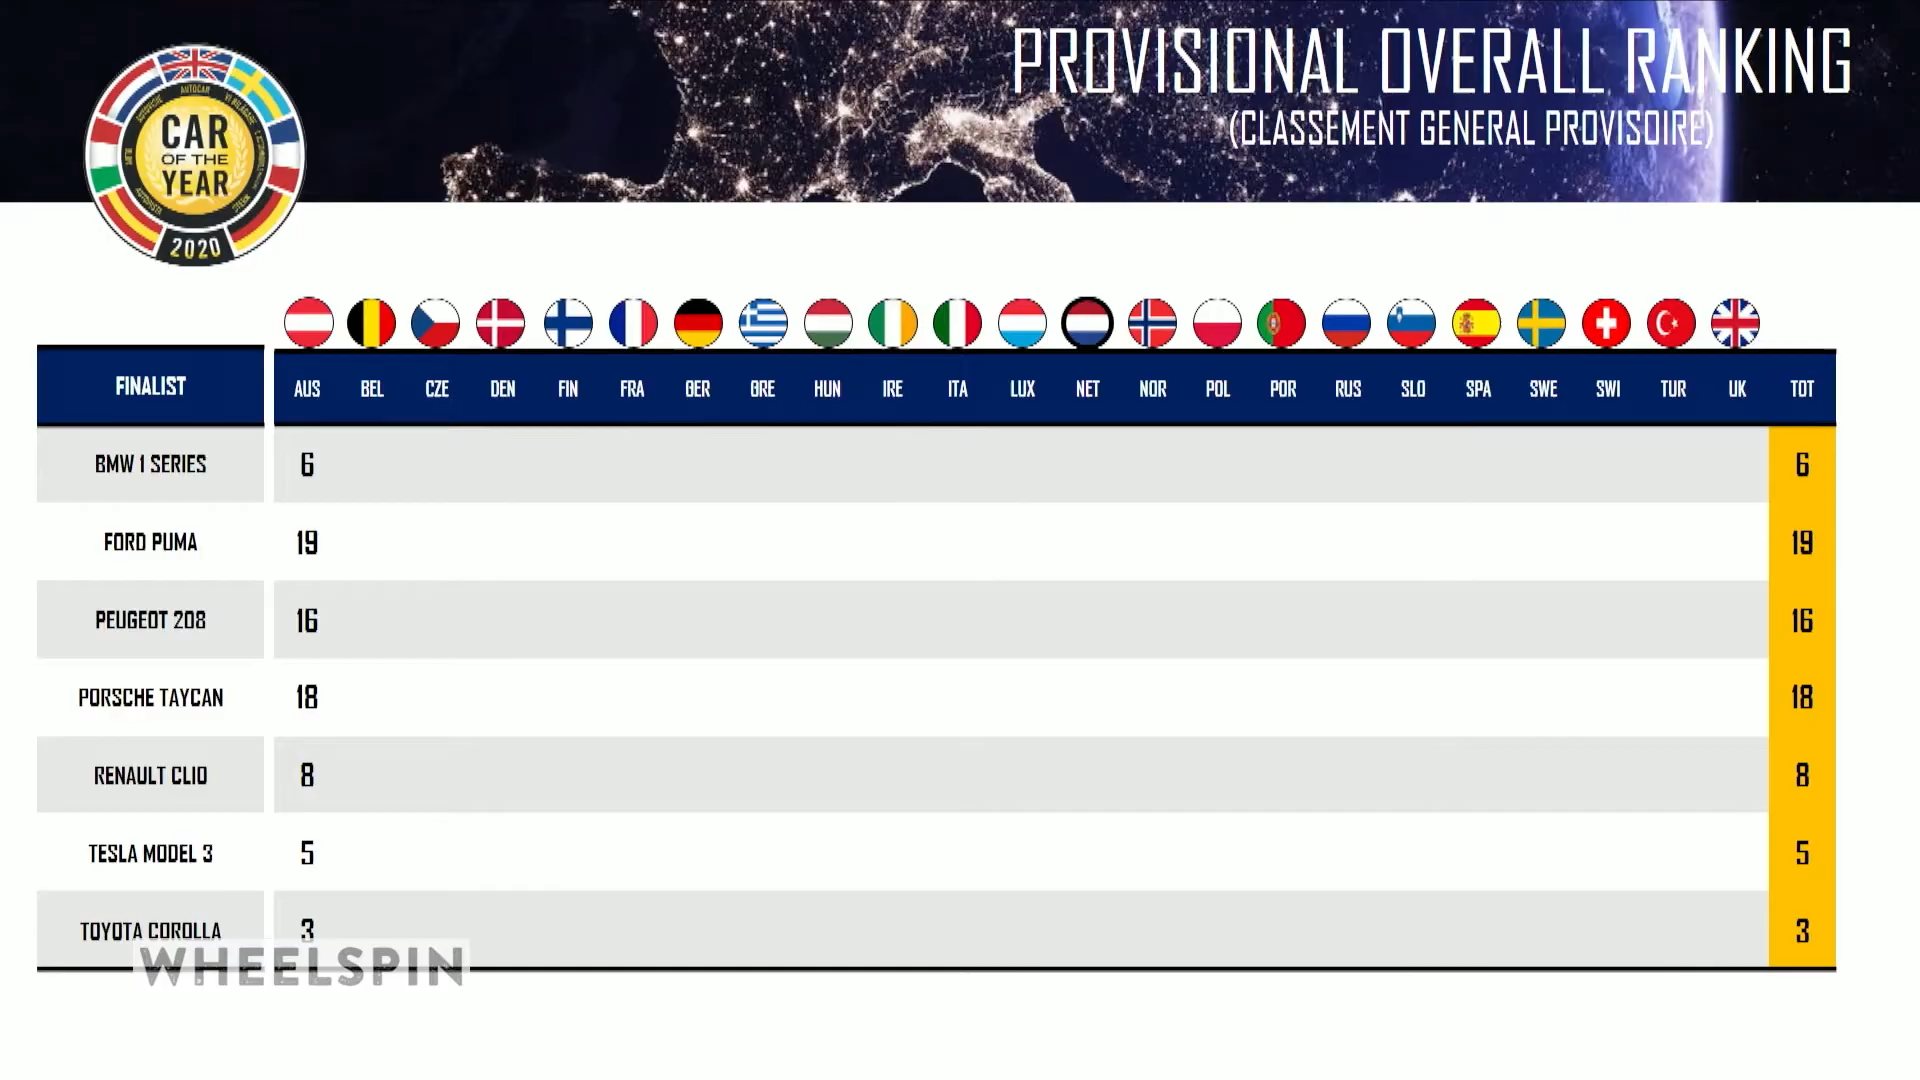 PROVISIONAL OVERALL RANKING
(CLASSEMENT GENERAL PROVISOIRE)
AUTOCAR
CAR
OF THE
YEAR
2020
FINALIST AUS BEL CZE DEN FIN FRA GER GRE HUN IRE ITA LUX NET NOR POL POR RUS SLO SPA SWE SWI TUR UK TOT
BMW 1 SERIES 6 6
FORD PUMA 19 19
PEUGEOT 208 16 16
PORSCHE TAYCAN 18 18
RENAULT CLIO 8 8
TESLA MODEL 3 5 5
TOYOTA COROLLA 3 3
WHEELSPIN